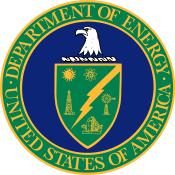 ·DEPARTMENT OF ENERGY·
UNITED STATES OF AMERICA